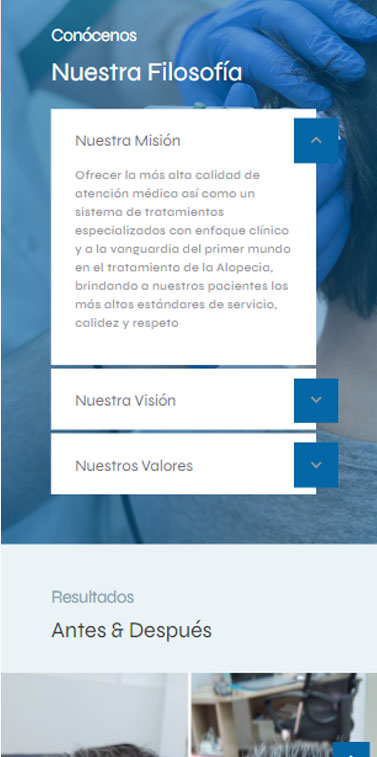 Conócenos
Nuestra Filosofía
Nuestra Misión
Ofrecer la más alta calidad de
atención médica así como un
sistema de tratamientos
especializados con enfoque clínico
y a la vanguardia del primer mundo
en el tratamiento de la Alopecia,
brindando a nuestros pacientes los
más altos estándares de servicio,
calidez y respeto
Nuestra Visión
Nuestros Valores
Resultados
Antes & Después